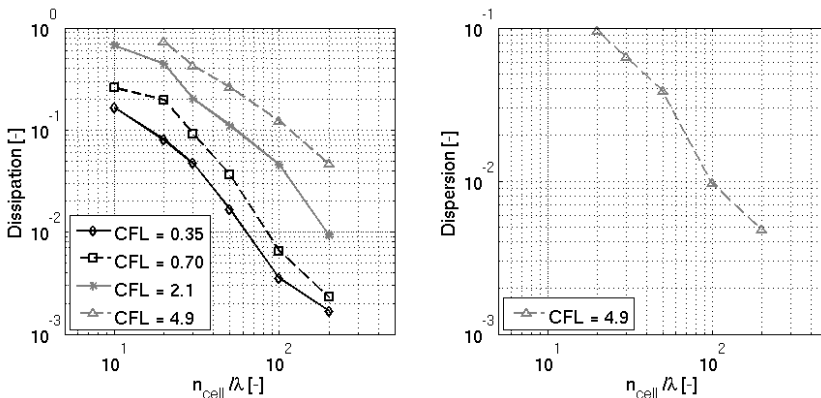 10^0
10^-1
10^-2
10^-3
Dissipation [-]
CFL = 0.35
CFL = 0.70
CFL = 2.1
CFL = 4.9
10^1
10^2
n_cell /λ [-]
10^-1
10^-2
10^-3
Dispersion [-]
CFL = 4.9
10^1
10^2
n_cell /λ [-]